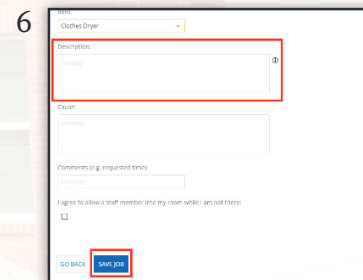 6
Item:
Clothes Dryer
Description:
Cause:
Comments (e.g. requested time):
I agree to allow a staff member into my room while I am not there:
GO BACK SAVE JOB